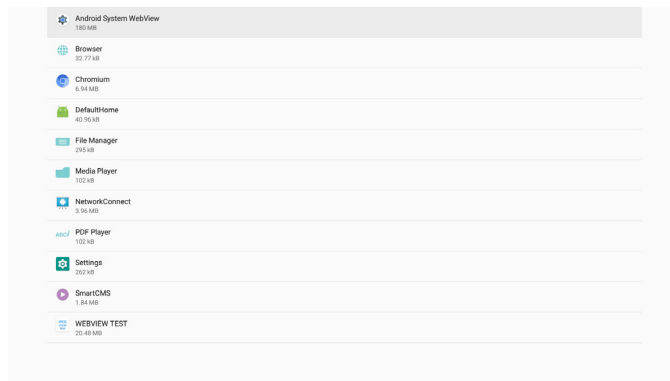 Android System WebView
180 MB
Browser
32.77 kB
Chromium
6.94 MB
DefaultHome
40.96 kB
File Manager
295 kB
Media Player
102 kB
NetworkConnect
3.96 MB
PDF Player
102 kB
Settings
262 kB
SmartCMS
1.84 MB
WEBVIEW TEST
20.48 MB